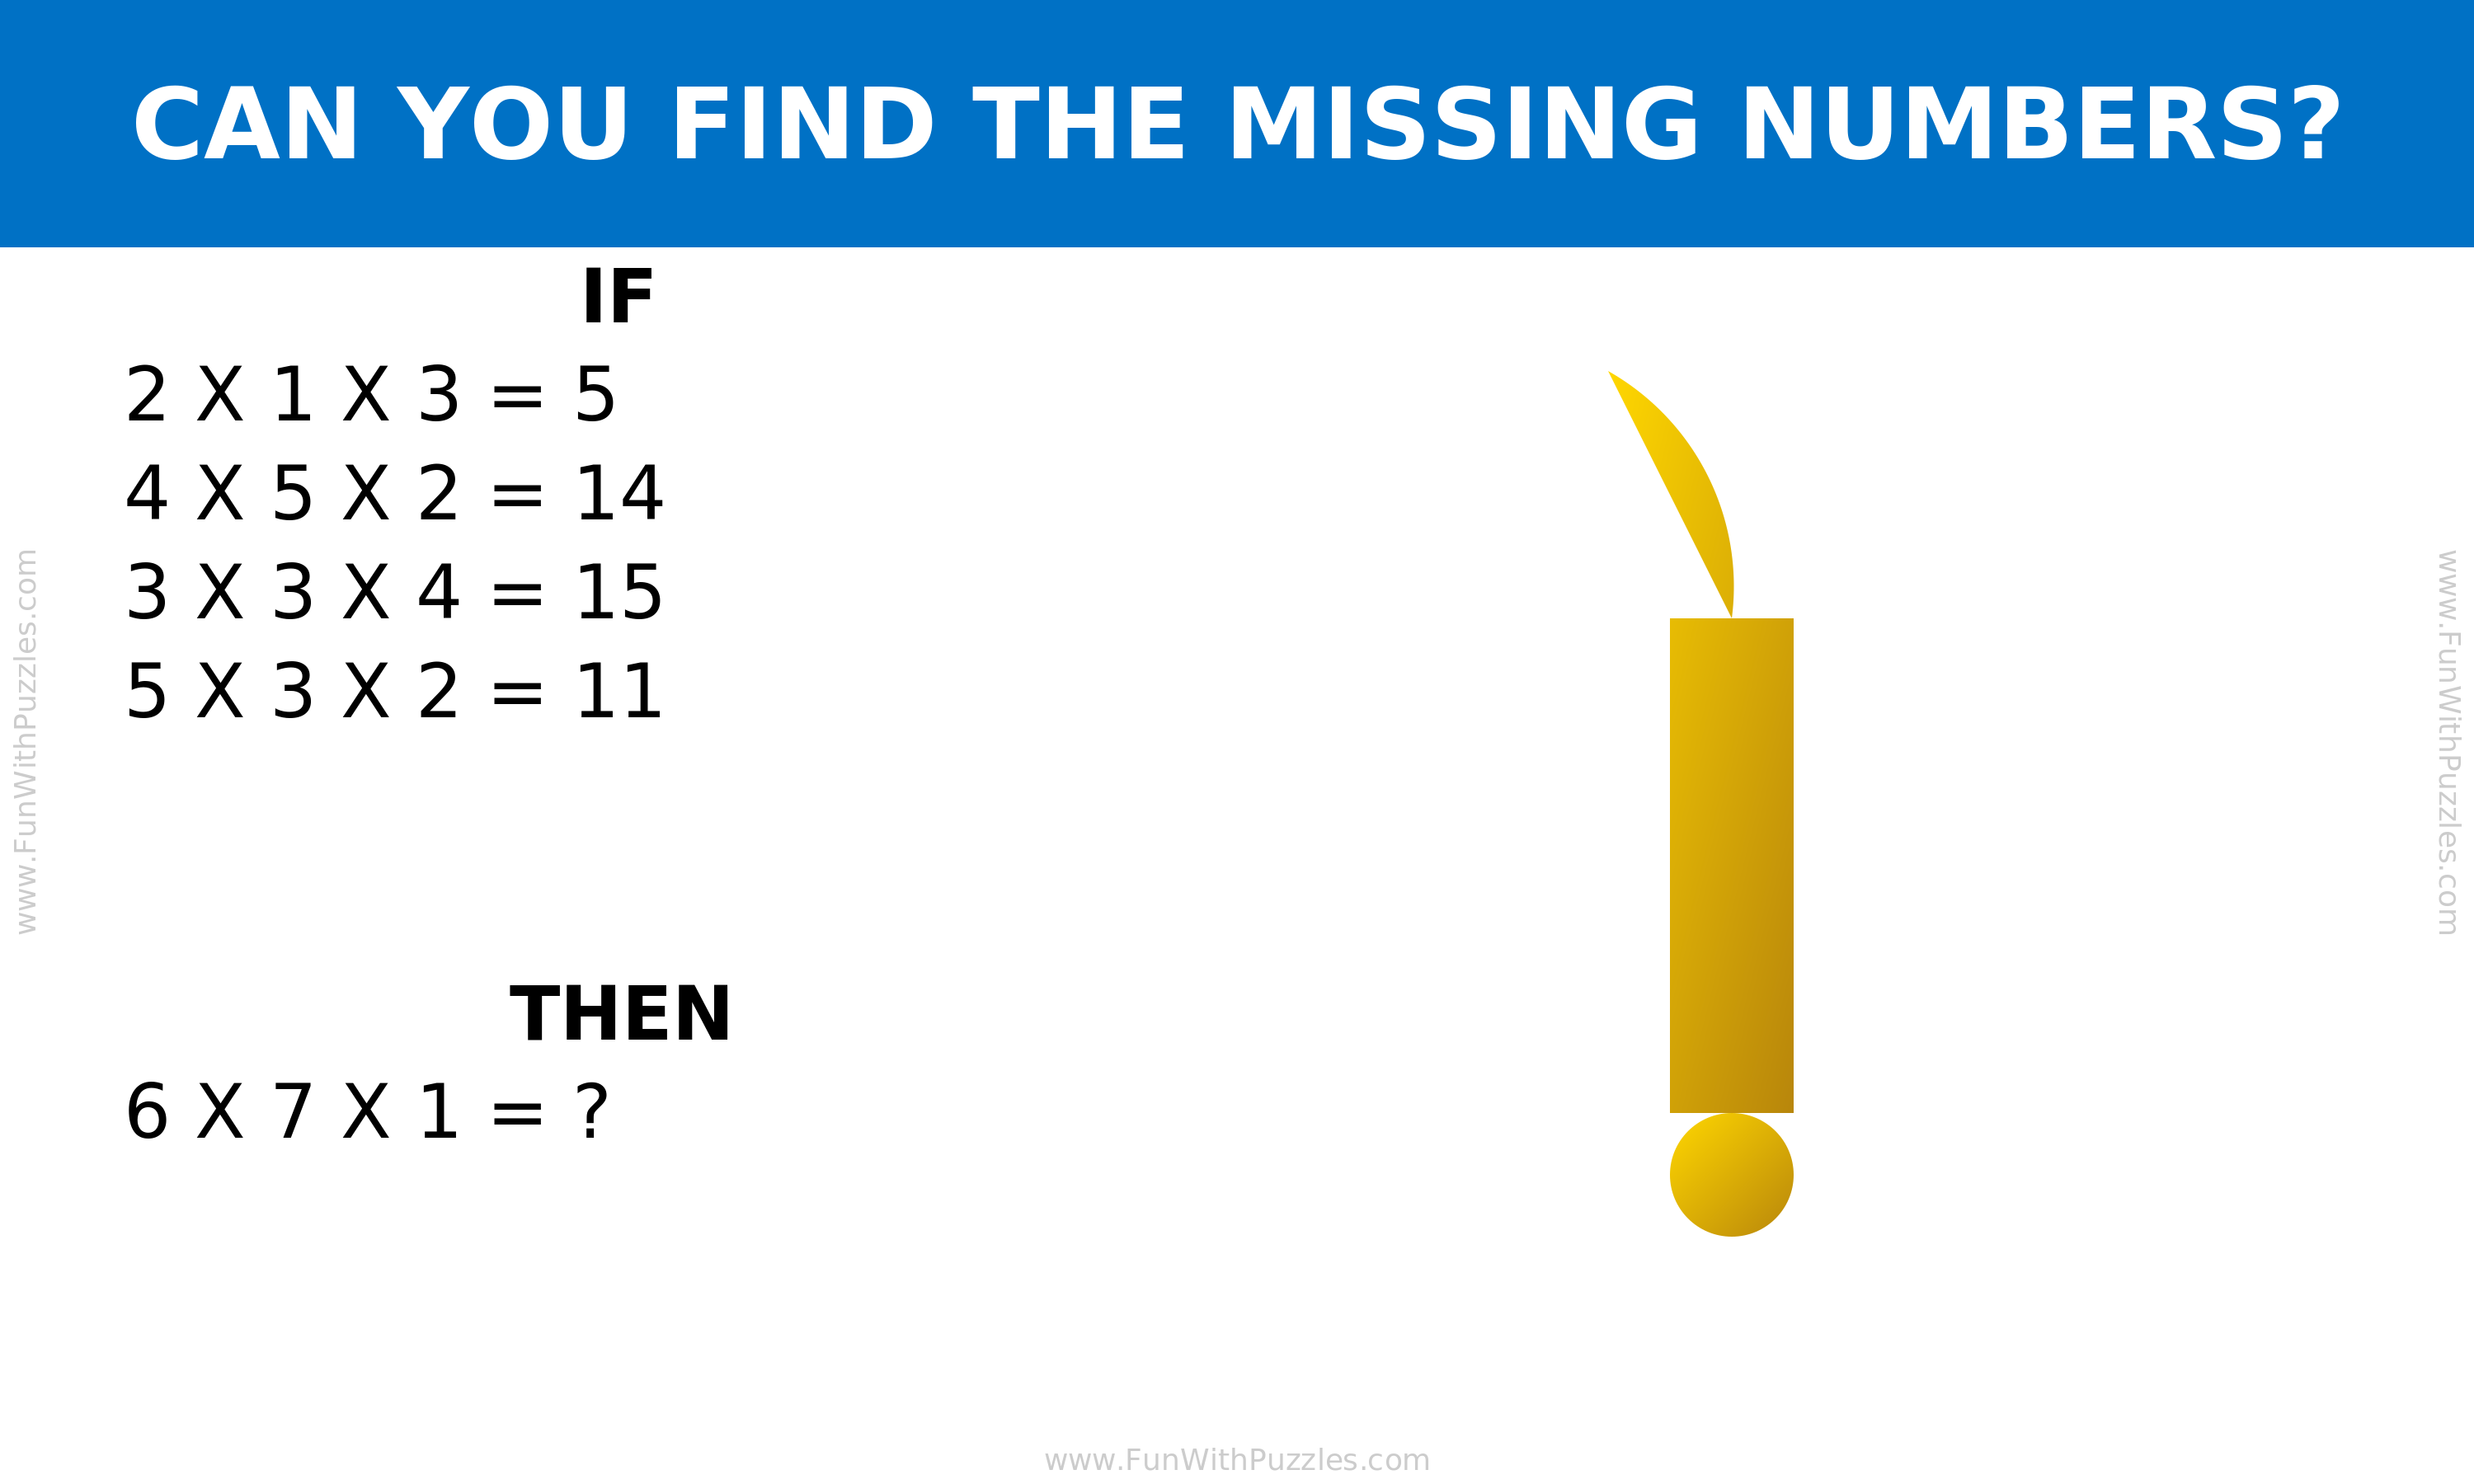 CAN YOU FIND THE MISSING NUMBERS?
IF
2 X 1 X 3 = 5
4 X 5 X 2 = 14
3 X 3 X 4 = 15
5 X 3 X 2 = 11
THEN
6 X 7 X 1 = ?
www.FunWithPuzzles.com
www.FunWithPuzzles.com
www.FunWithPuzzles.com